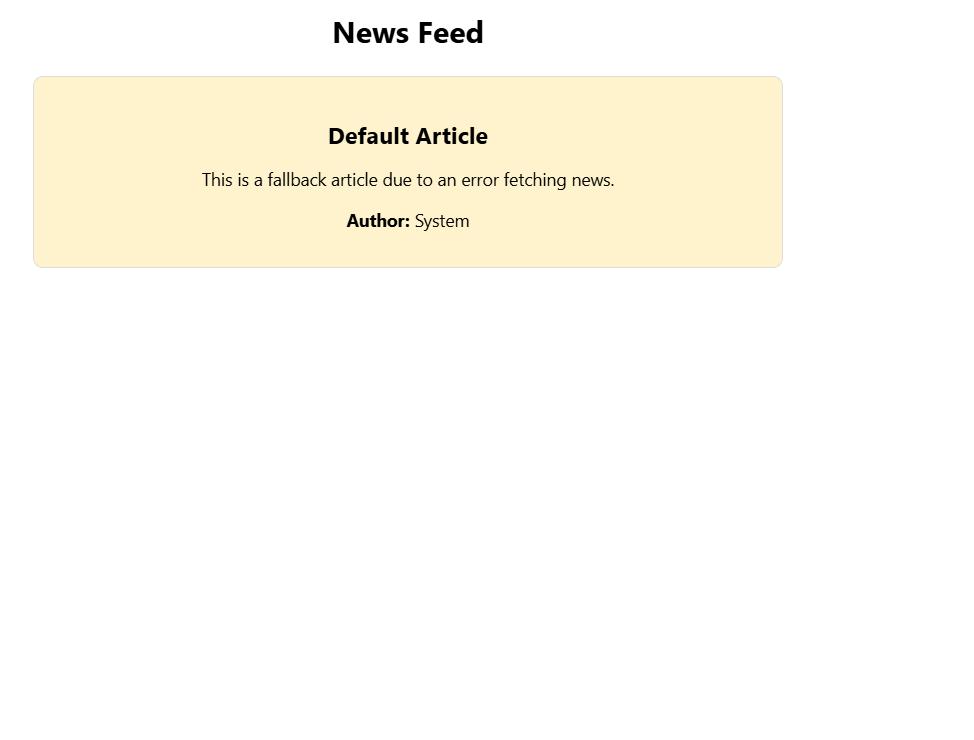 News Feed
Default Article
This is a fallback article due to an error fetching news.
Author: System